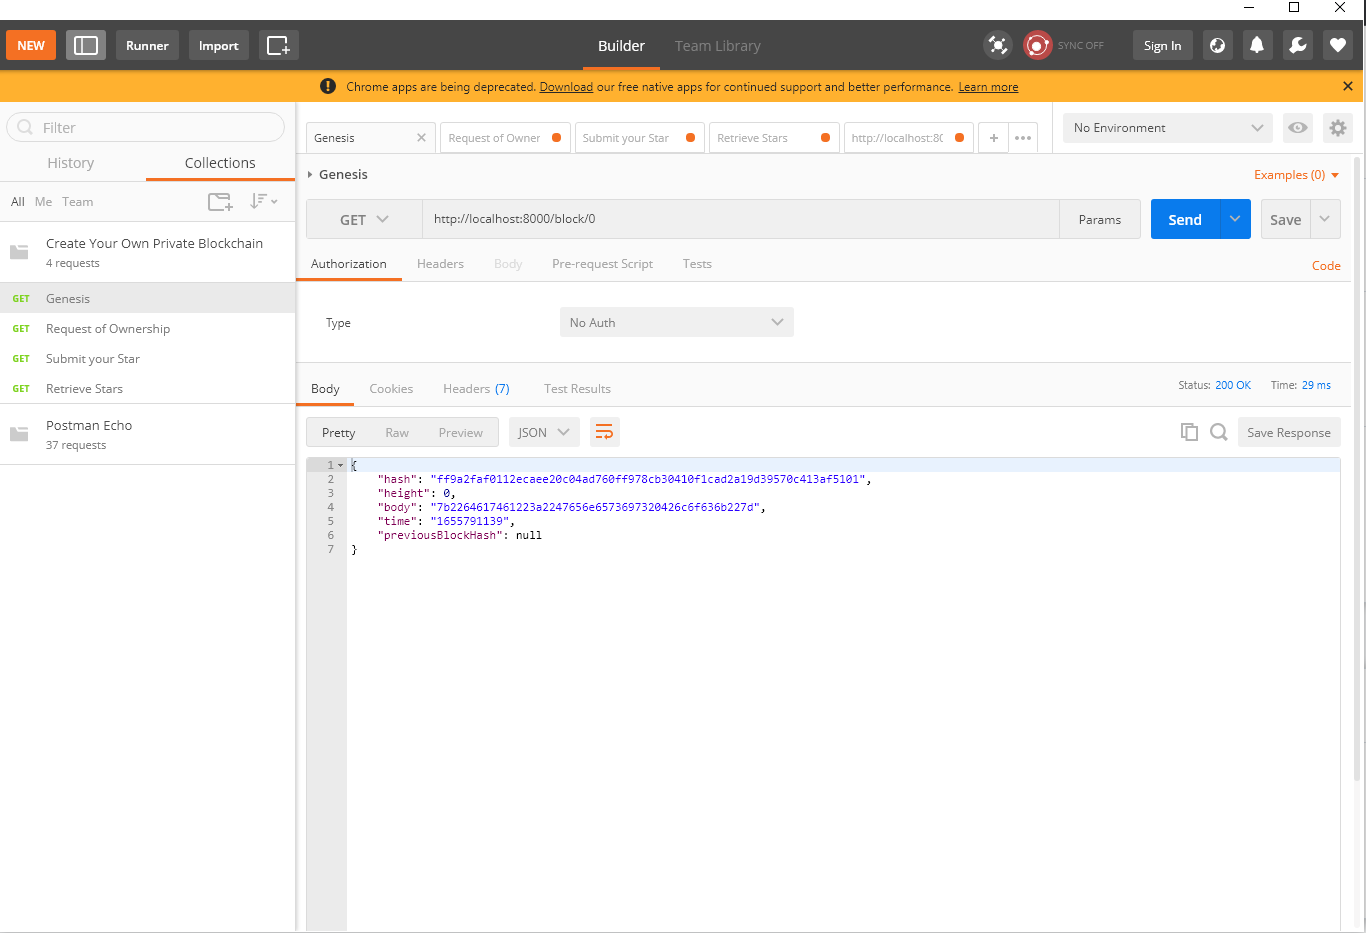 NEW Runner Import Builder Team Library SYNC OFF Sign In
Chrome apps are being deprecated. Download our free native apps for continued support and better performance. Learn more
Filter
History Collections
All Me Team
Create Your Own Private Blockchain
4 requests
GET Genesis
GET Request of Ownership
GET Submit your Star
GET Retrieve Stars
Postman Echo
37 requests
Genesis Request of Owner Submit your Star Retrieve Stars http://localhost:80 No Environment
Genesis Examples (0)
GET http://localhost:8000/block/0 Params Send Save
Authorization Headers Body Pre-request Script Tests Code
Type No Auth
Body Cookies Headers (7) Test Results Status: 200 OK Time: 29 ms
Pretty Raw Preview JSON Save Response
1 {
2 "hash": "ff9a2faf0112ecaee20c04ad760ff978cb30410f1cad2a19d39570c413af5101",
3 "height": 0,
4 "body": "7b2264617461223a2247656e6573697320426c6f636b227d",
5 "time": "1655791139",
6 "previousBlockHash": null
7 }